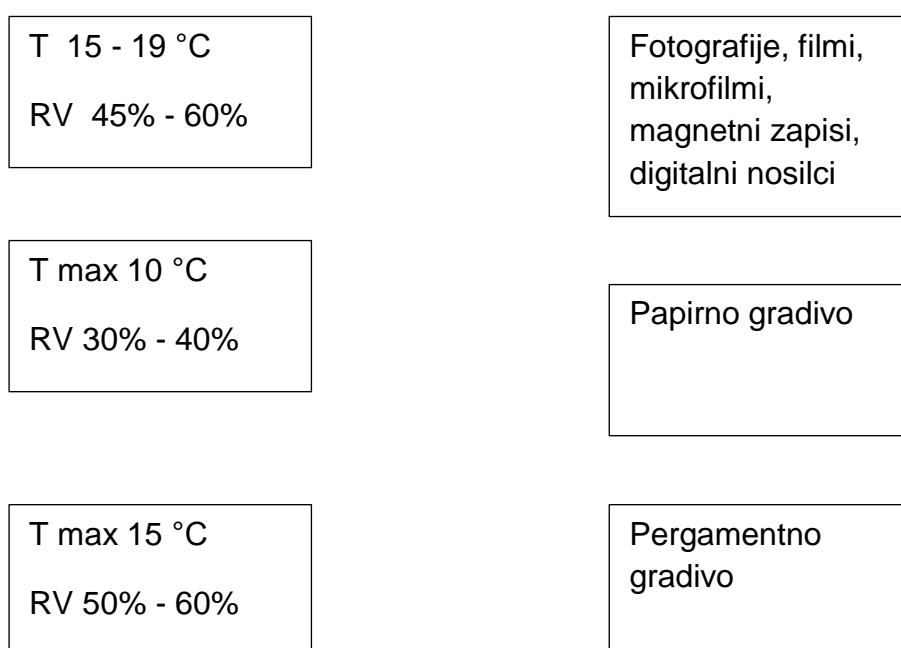 T 15 - 19 °C
RV 45% - 60%
Fotografije, filmi,
mikrofilmi,
magnetni zapisi,
digitalni nosilci
T max 10 °C
RV 30% - 40%
Papirno gradivo
T max 15 °C
RV 50% - 60%
Pergamentno
gradivo